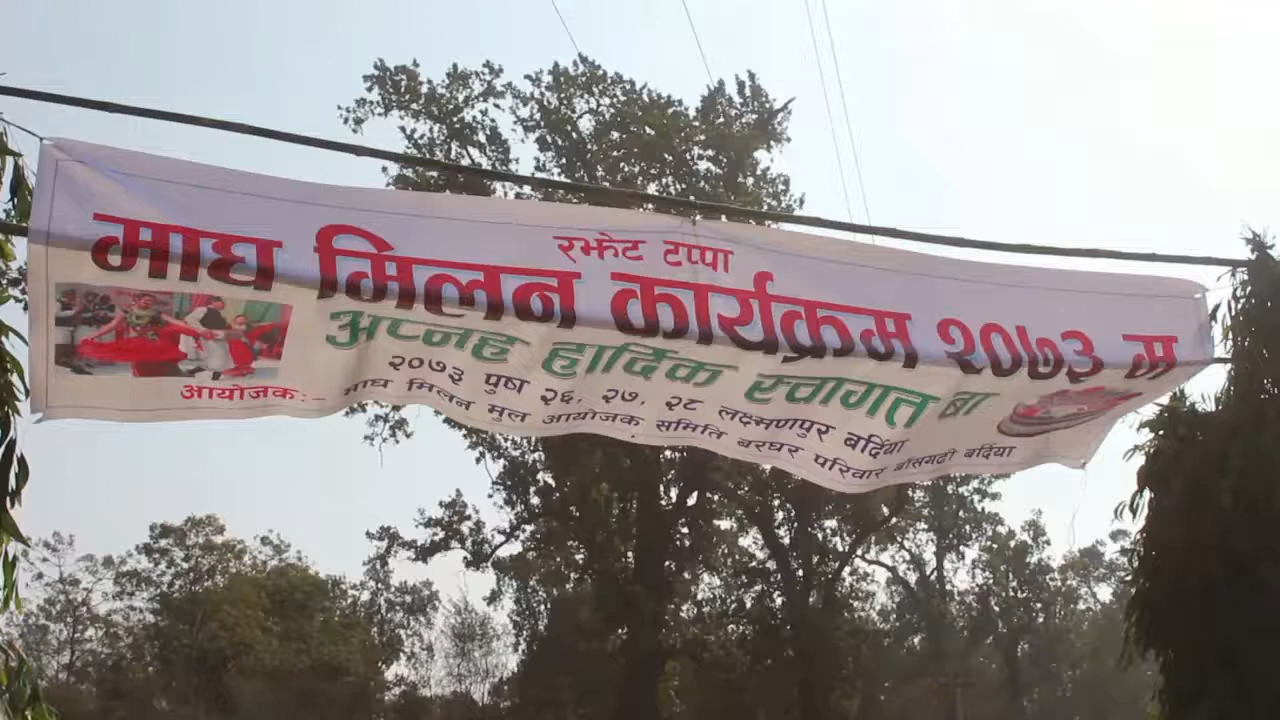 रझेट टप्पा
माघ मिलन कार्यक्रम २०७३ म
अप्नह हार्दिक स्वागत बा
२०७३ पुष २६, २७, २८ लक्ष्मणपुर बर्दिया
आयोजक:– माघ मिलन मुल आयोजक समिति बरघर परिवार बाँसगढी बर्दिया